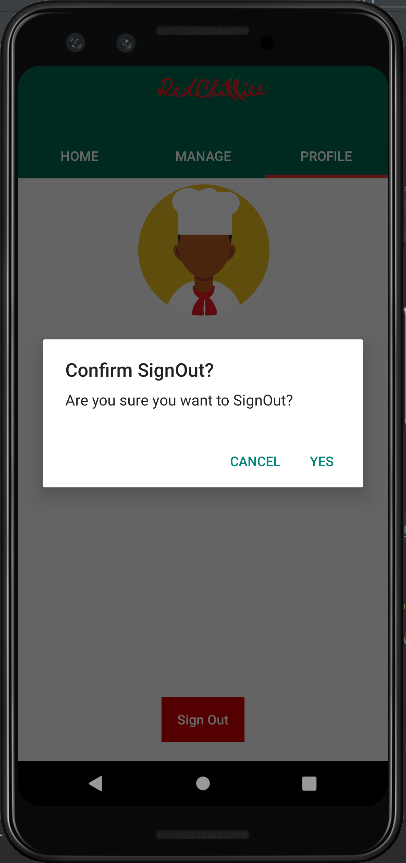 RedChillies
HOME MANAGE PROFILE
Confirm SignOut?
Are you sure you want to SignOut?
CANCEL YES
Sign Out